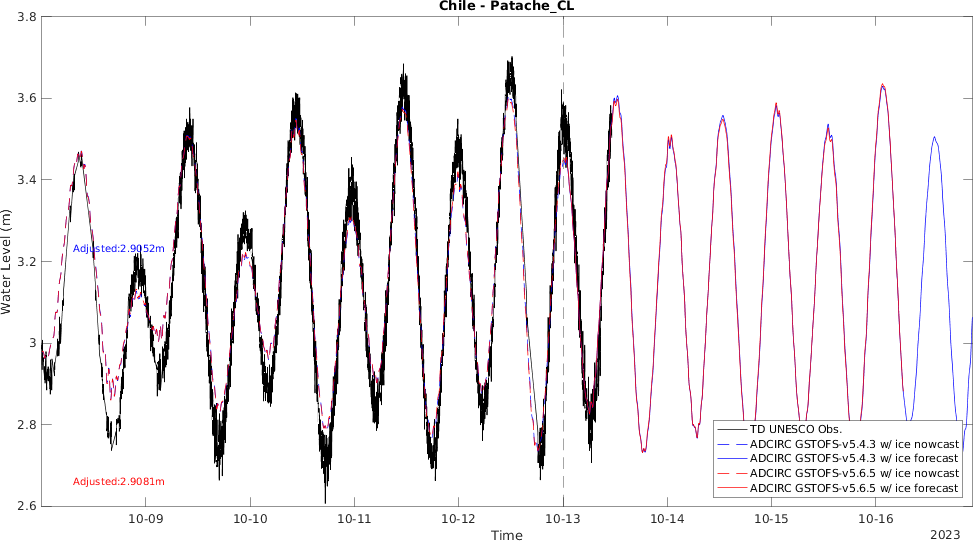 Chile - Patache_CL
3.8
3.6
3.4
3.2
3
2.8
2.6
Water Level (m)
Adjusted:2.9052m
Adjusted:2.9081m
TD UNESCO Obs.
ADCIRC GSTOFS-v5.4.3 w/ ice nowcast
ADCIRC GSTOFS-v5.4.3 w/ ice forecast
ADCIRC GSTOFS-v5.6.5 w/ ice nowcast
ADCIRC GSTOFS-v5.6.5 w/ ice forecast
10-09 10-10 10-11 10-12 10-13 10-14 10-15 10-16
Time
2023